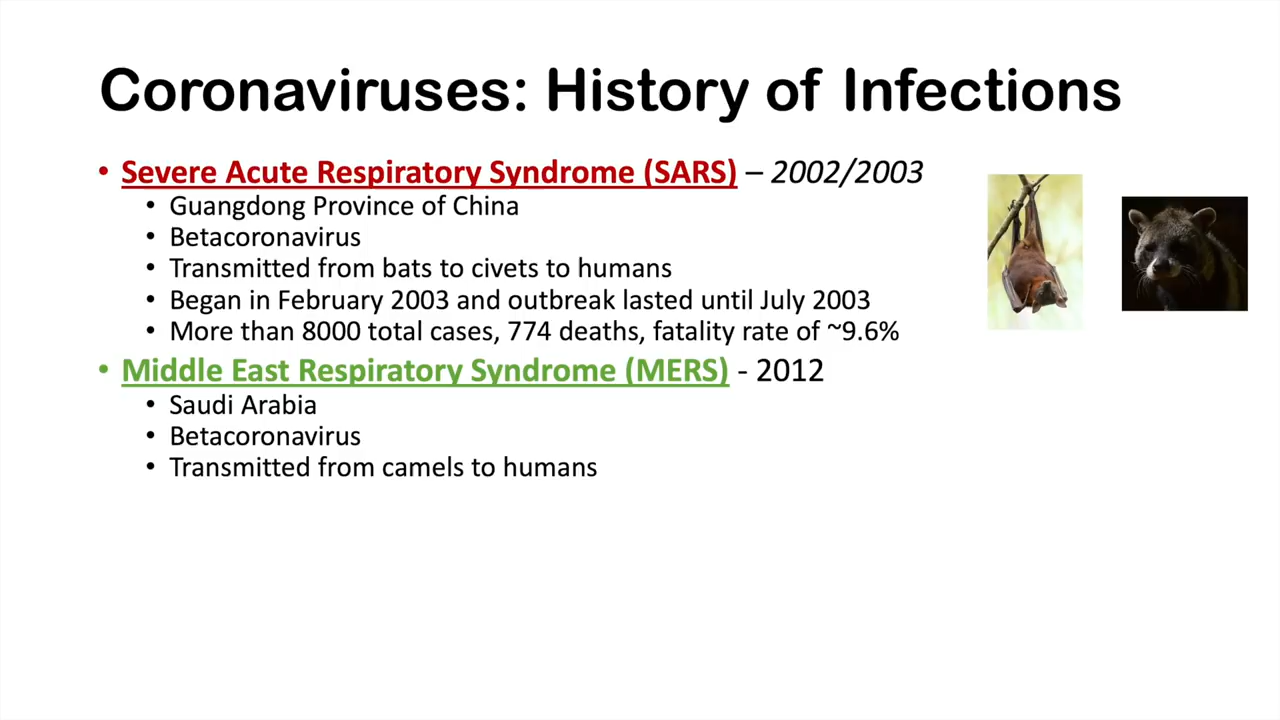 Coronaviruses: History of Infections
• Severe Acute Respiratory Syndrome (SARS) – 2002/2003
• Guangdong Province of China
• Betacoronavirus
• Transmitted from bats to civets to humans
• Began in February 2003 and outbreak lasted until July 2003
• More than 8000 total cases, 774 deaths, fatality rate of ~9.6%
• Middle East Respiratory Syndrome (MERS) - 2012
• Saudi Arabia
• Betacoronavirus
• Transmitted from camels to humans